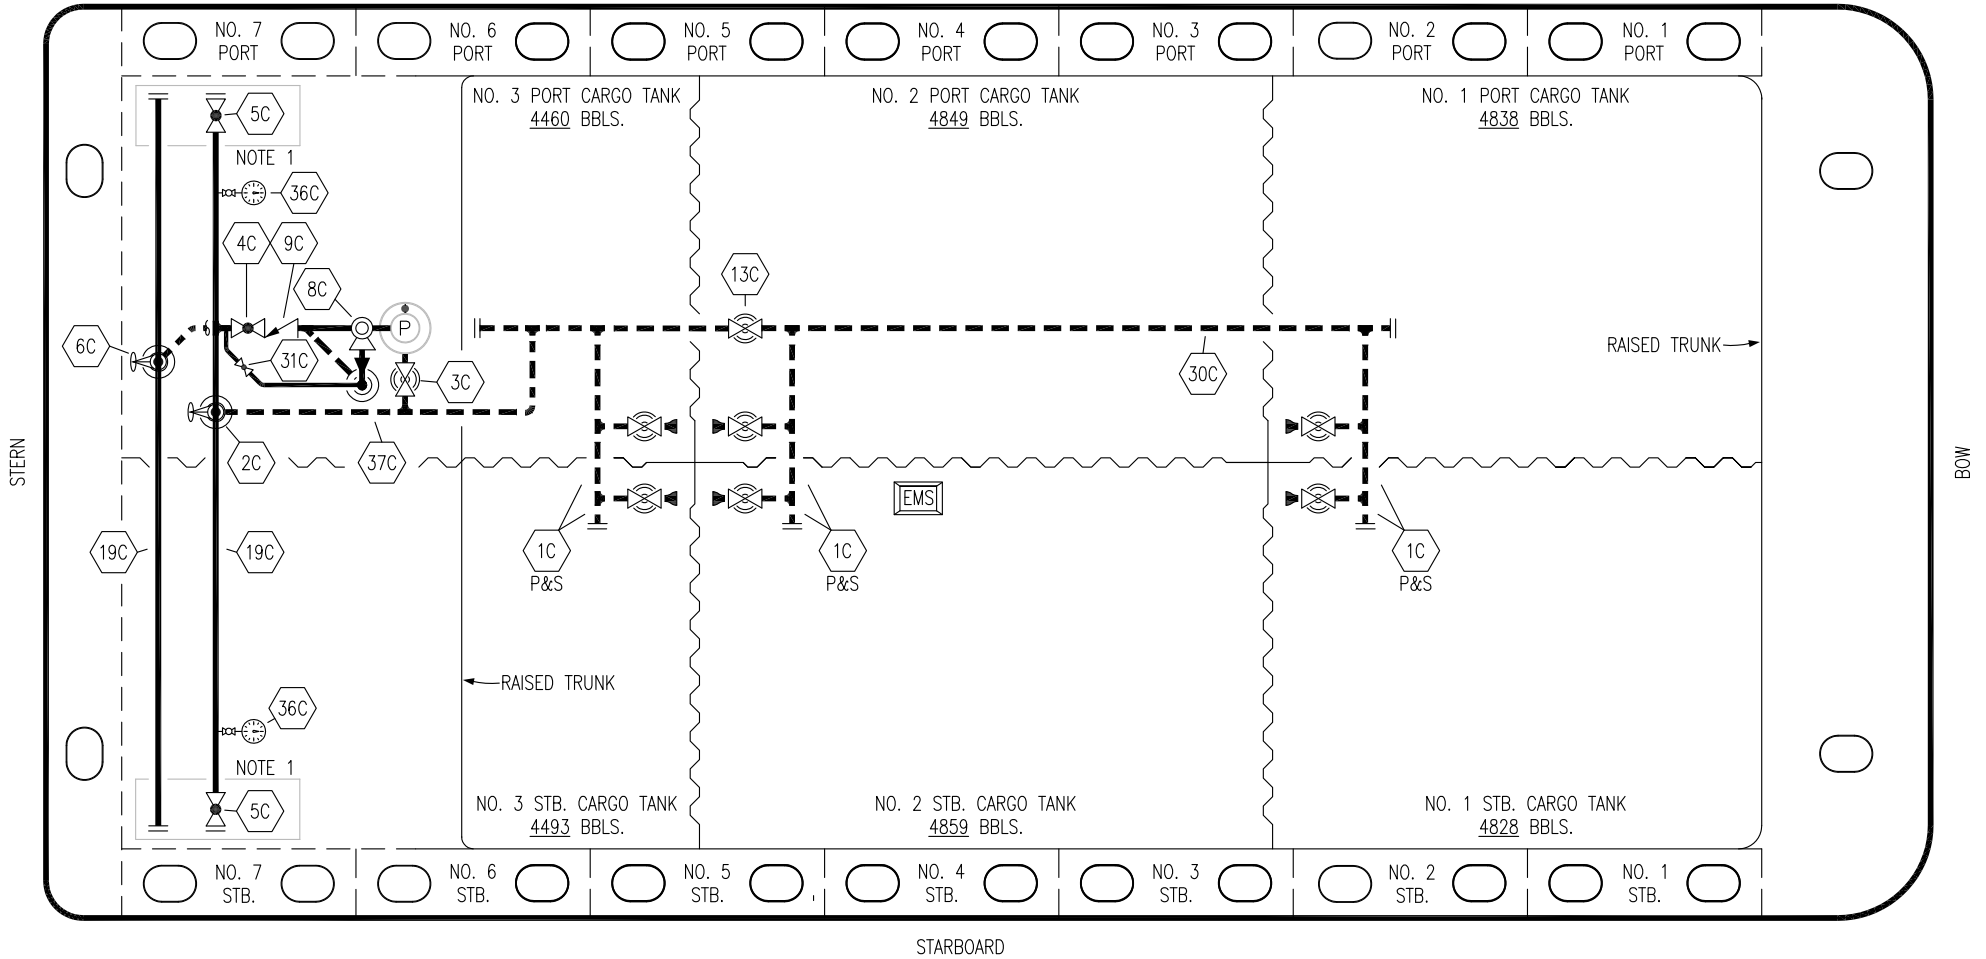 NO. 7
PORT
NO. 6
PORT
NO. 5
PORT
NO. 4
PORT
NO. 3
PORT
NO. 2
PORT
NO. 1
PORT
NO. 3 PORT CARGO TANK
4460 BBLS.
NO. 2 PORT CARGO TANK
4849 BBLS.
NO. 1 PORT CARGO TANK
4838 BBLS.
5C
NOTE 1
36C
4C
9C
8C
13C
P
6C
31C
3C
30C
RAISED TRUNK
2C
37C
STERN
BOW
EMS
19C
19C
1C
P&S
1C
P&S
1C
P&S
RAISED TRUNK
36C
NOTE 1
5C
NO. 3 STB. CARGO TANK
4493 BBLS.
NO. 2 STB. CARGO TANK
4859 BBLS.
NO. 1 STB. CARGO TANK
4828 BBLS.
NO. 7
STB.
NO. 6
STB.
NO. 5
STB.
NO. 4
STB.
NO. 3
STB.
NO. 2
STB.
NO. 1
STB.
STARBOARD